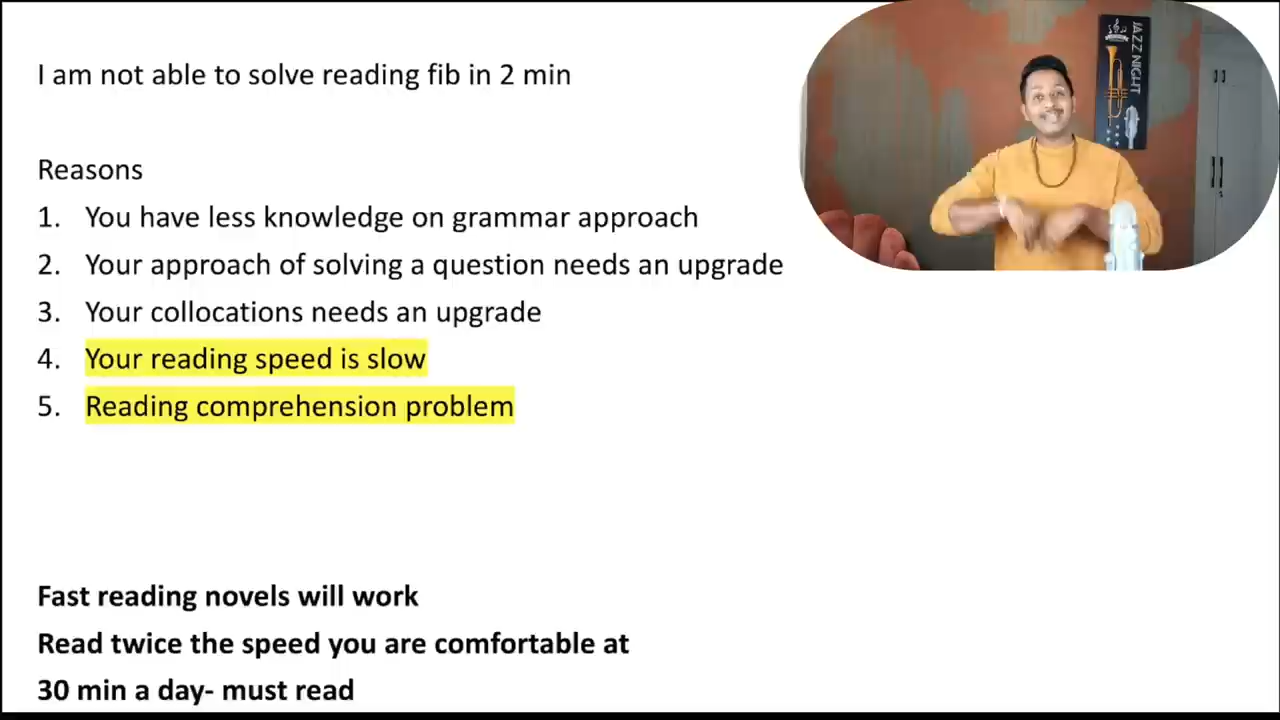 I am not able to solve reading fib in 2 min
Reasons
1. You have less knowledge on grammar approach
2. Your approach of solving a question needs an upgrade
3. Your collocations needs an upgrade
4. Your reading speed is slow
5. Reading comprehension problem
Fast reading novels will work
Read twice the speed you are comfortable at
30 min a day- must read
JAZZ NIGHT